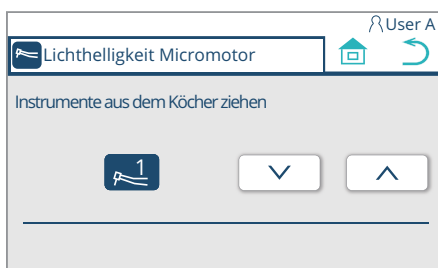 User A
Lichthelligkeit Micromotor
Instrumente aus dem Köcher ziehen
1